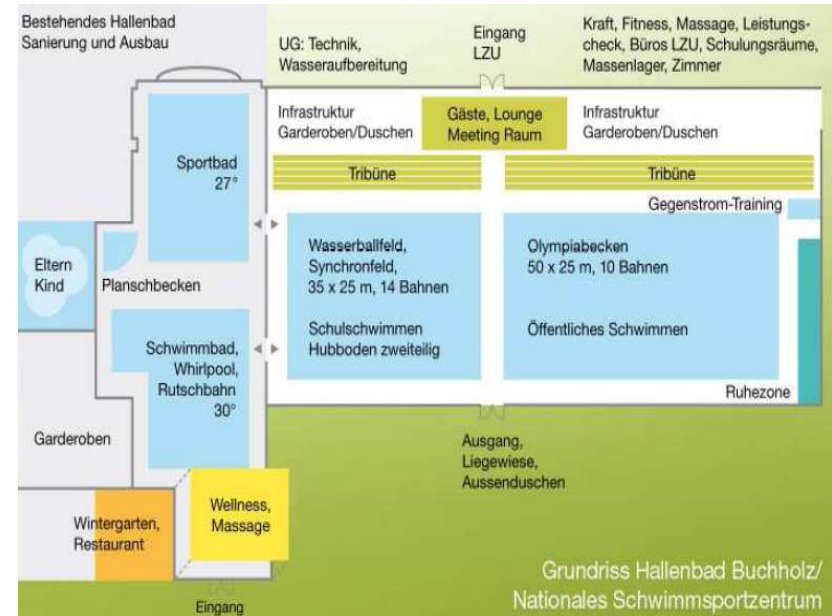 Bestehendes Hallenbad
Sanierung und Ausbau
UG: Technik,
Wasseraufbereitung
Eingang
LZU
Kraft, Fitness, Massage, Leistungs-
check, Büros LZU, Schulungsräume,
Massenlager, Zimmer
Infrastruktur
Garderoben/Duschen
Gäste, Lounge
Meeting Raum
Infrastruktur
Garderoben/Duschen
Sportbad
27°
Tribüne
Tribüne
Gegenstrom-Training
Eltern
Kind
Planschbecken
Wasserballfeld,
Synchronfeld,
35 x 25 m, 14 Bahnen
Schulschwimmen
Hubboden zweiteilig
Olympiabecken
50 x 25 m, 10 Bahnen
Öffentliches Schwimmen
Schwimmbad,
Whirlpool,
Rutschbahn
30°
Ruhezone
Garderoben
Ausgang,
Liegewiese,
Aussenduschen
Wellness,
Massage
Wintergarten,
Restaurant
Eingang
Grundriss Hallenbad Buchholz/
Nationales Schwimmsportzentrum